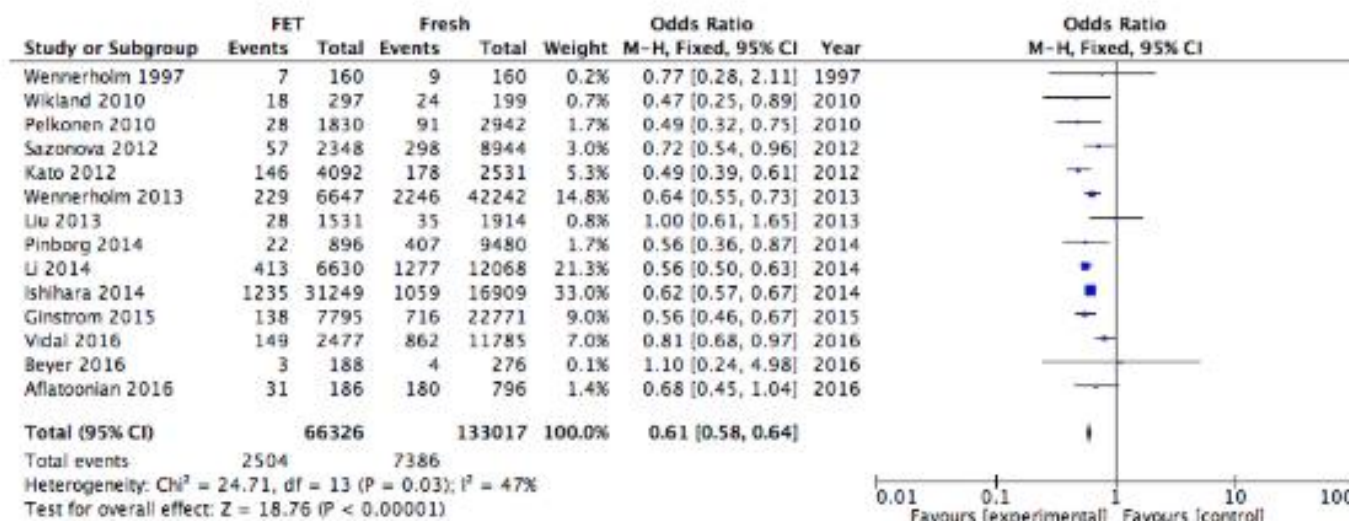 FET Fresh Odds Ratio Odds Ratio
Study or Subgroup Events Total Events Total Weight M-H, Fixed, 95% CI Year M-H, Fixed, 95% CI
Wennerholm 1997 7 160 9 160 0.2% 0.77 [0.28, 2.11] 1997
Wikland 2010 18 297 24 199 0.7% 0.47 [0.25, 0.89] 2010
Pelkonen 2010 28 1830 91 2942 1.7% 0.49 [0.32, 0.75] 2010
Sazonova 2012 57 2348 298 8944 3.0% 0.72 [0.54, 0.96] 2012
Kato 2012 146 4092 178 2531 5.3% 0.49 [0.39, 0.61] 2012
Wennerholm 2013 229 6647 2246 42242 14.8% 0.64 [0.55, 0.73] 2013
Liu 2013 28 1531 35 1914 0.8% 1.00 [0.61, 1.65] 2013
Pinborg 2014 22 896 407 9480 1.7% 0.56 [0.36, 0.87] 2014
Li 2014 413 6630 1277 12068 21.3% 0.56 [0.50, 0.63] 2014
Ishihara 2014 1235 31249 1059 16909 33.0% 0.62 [0.57, 0.67] 2014
Ginstrom 2015 138 7795 716 22771 9.0% 0.56 [0.46, 0.67] 2015
Vidal 2016 149 2477 862 11785 7.0% 0.81 [0.68, 0.97] 2016
Beyer 2016 3 188 4 276 0.1% 1.10 [0.24, 4.98] 2016
Aflatoonian 2016 31 186 180 796 1.4% 0.68 [0.45, 1.04] 2016
Total (95% CI) 66326 133017 100.0% 0.61 [0.58, 0.64]
Total events 2504 7386
Heterogeneity: Chi² = 24.71, df = 13 (P = 0.03); I² = 47%
Test for overall effect: Z = 18.76 (P < 0.00001)
0.01 0.1 1 10 100
Favours [experimental] Favours [control]